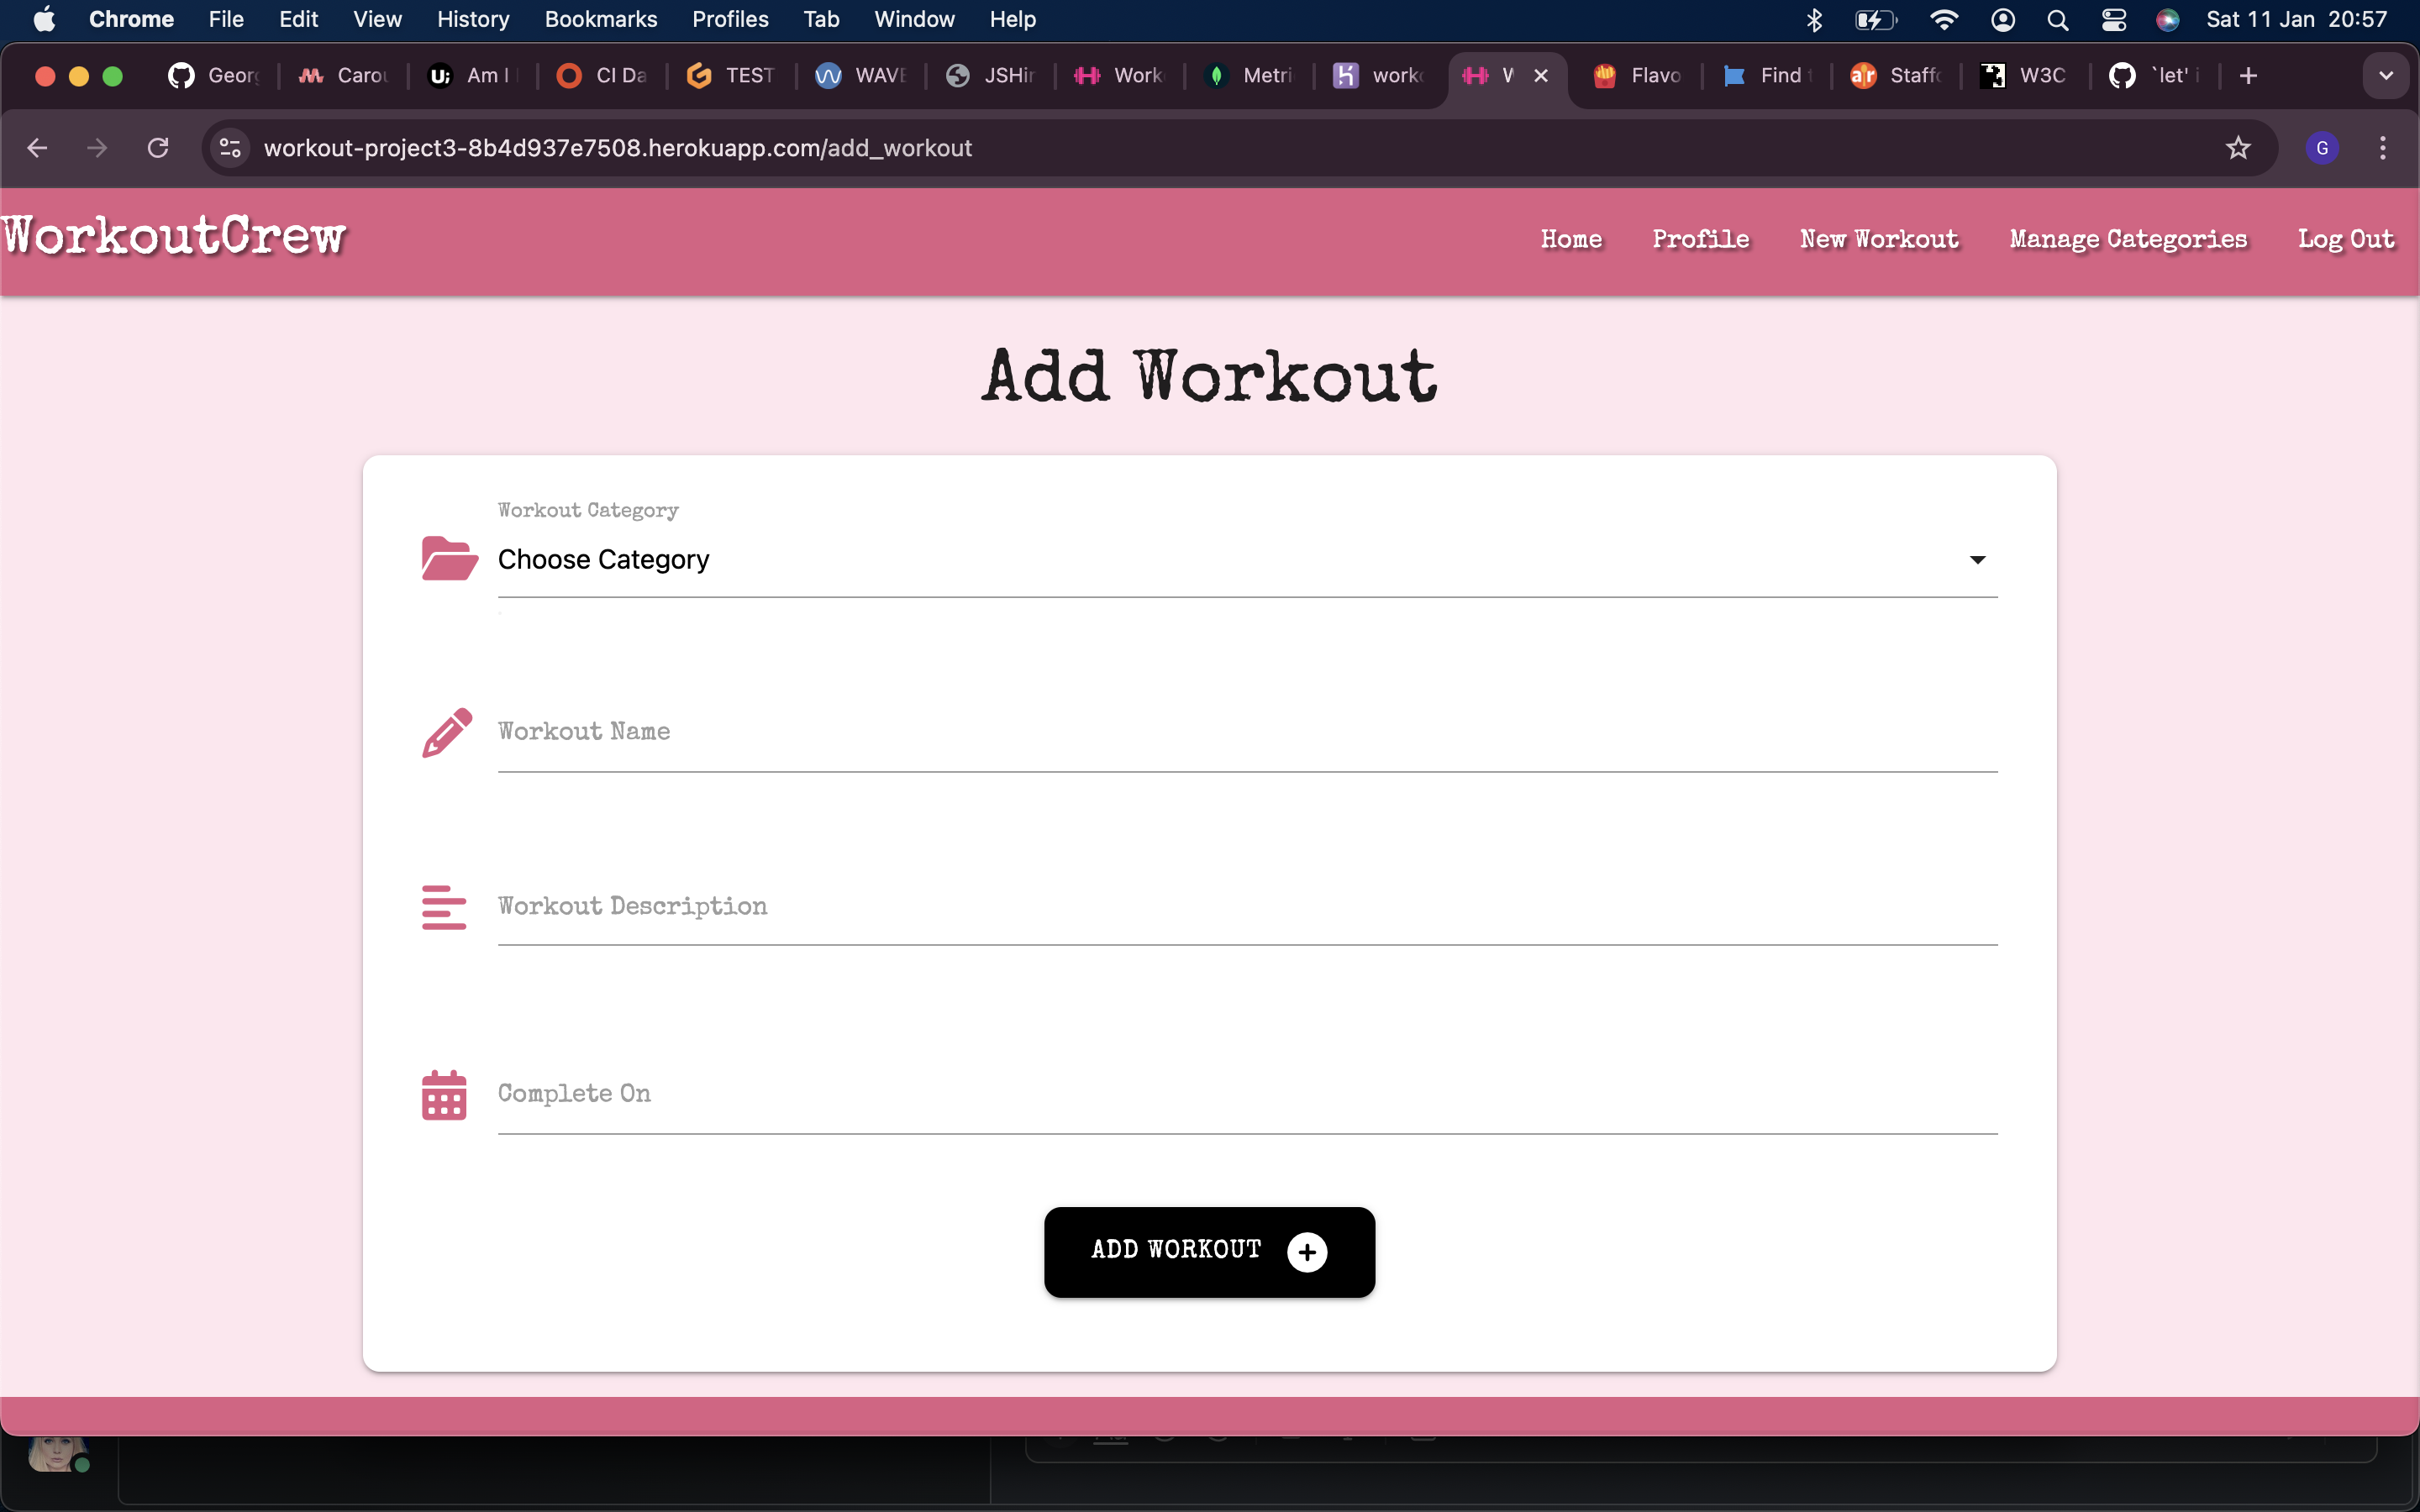 Chrome File Edit View History Bookmarks Profiles Tab Window Help Sat 11 Jan 20:57
Geor Carou Am I CI Da TEST WAVE JSHin Work Metri work W Flavo Find Staffo W3C `let' i
workout-project3-8b4d937e7508.herokuapp.com/add_workout G
WorkoutCrew Home Profile New Workout Manage Categories Log Out
Add Workout
Workout Category
Choose Category
Workout Name
Workout Description
Complete On
ADD WORKOUT